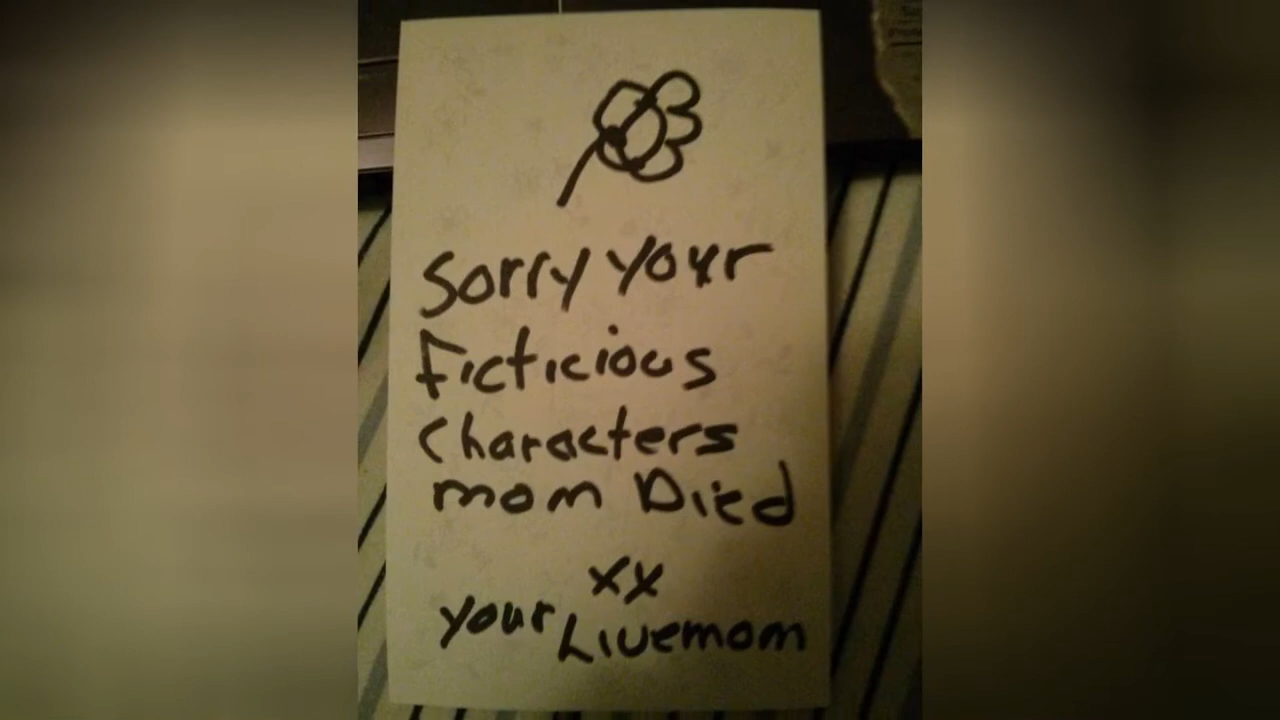 Sorry Your
Ficticious
Characters
mom Died
xx
your Livemom